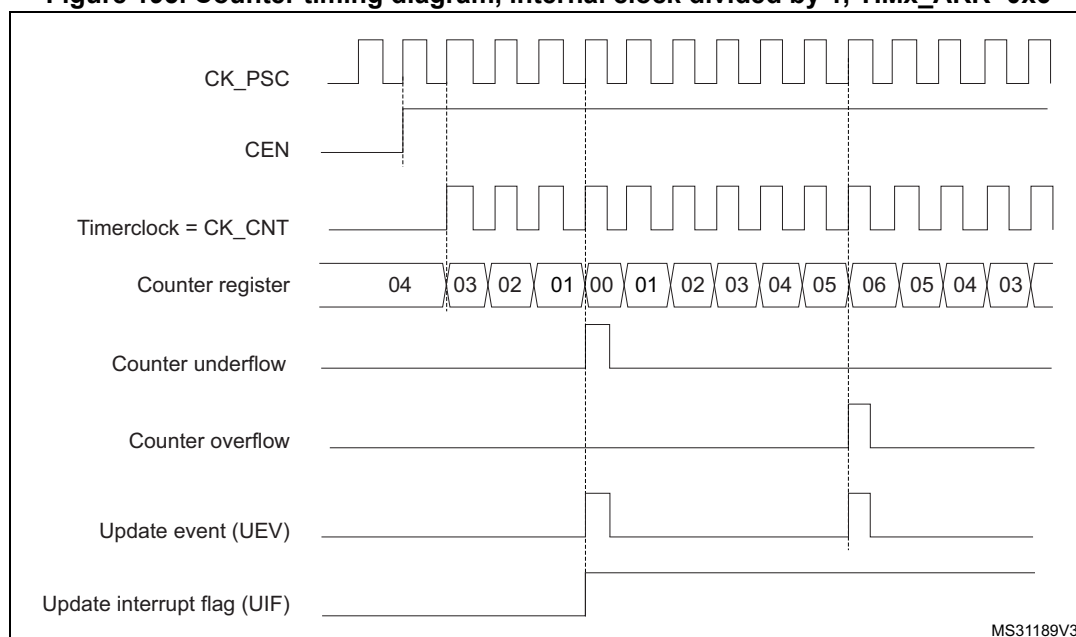 CK_PSC
CEN
Timerclock = CK_CNT
Counter register 04 03 02 01 00 01 02 03 04 05 06 05 04 03
Counter underflow
Counter overflow
Update event (UEV)
Update interrupt flag (UIF)
MS31189V3